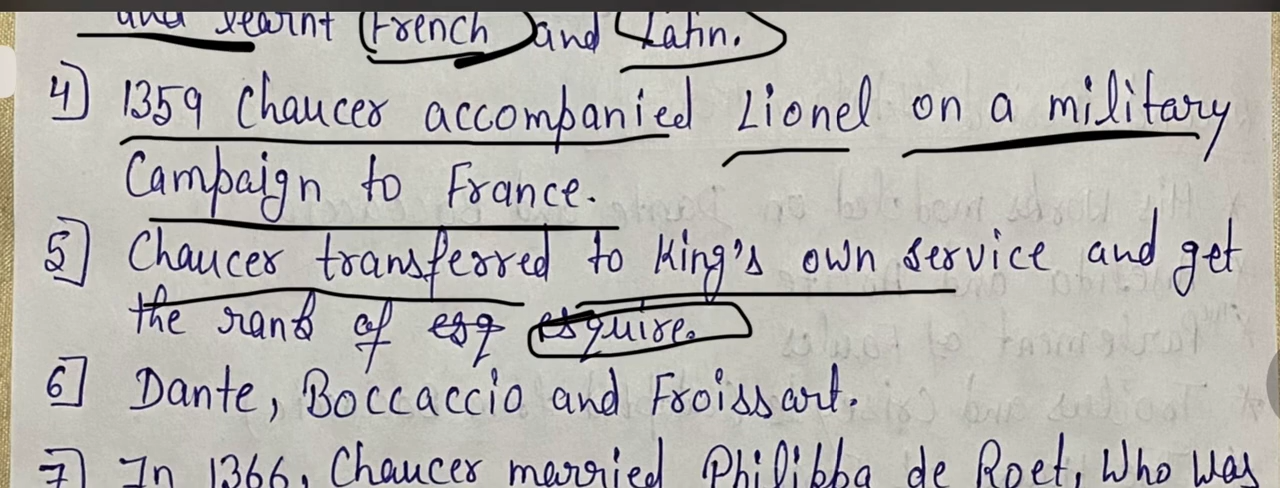 and learnt French and Latin.
4] 1359 Chaucer accompanied Lionel on a military
Campaign to France.
5] Chaucer transferred to King's own service and get
the rank of esq esquire.
6] Dante, Boccaccio and Froissart.
7] In 1366, Chaucer married Philibba de Roet, Who was